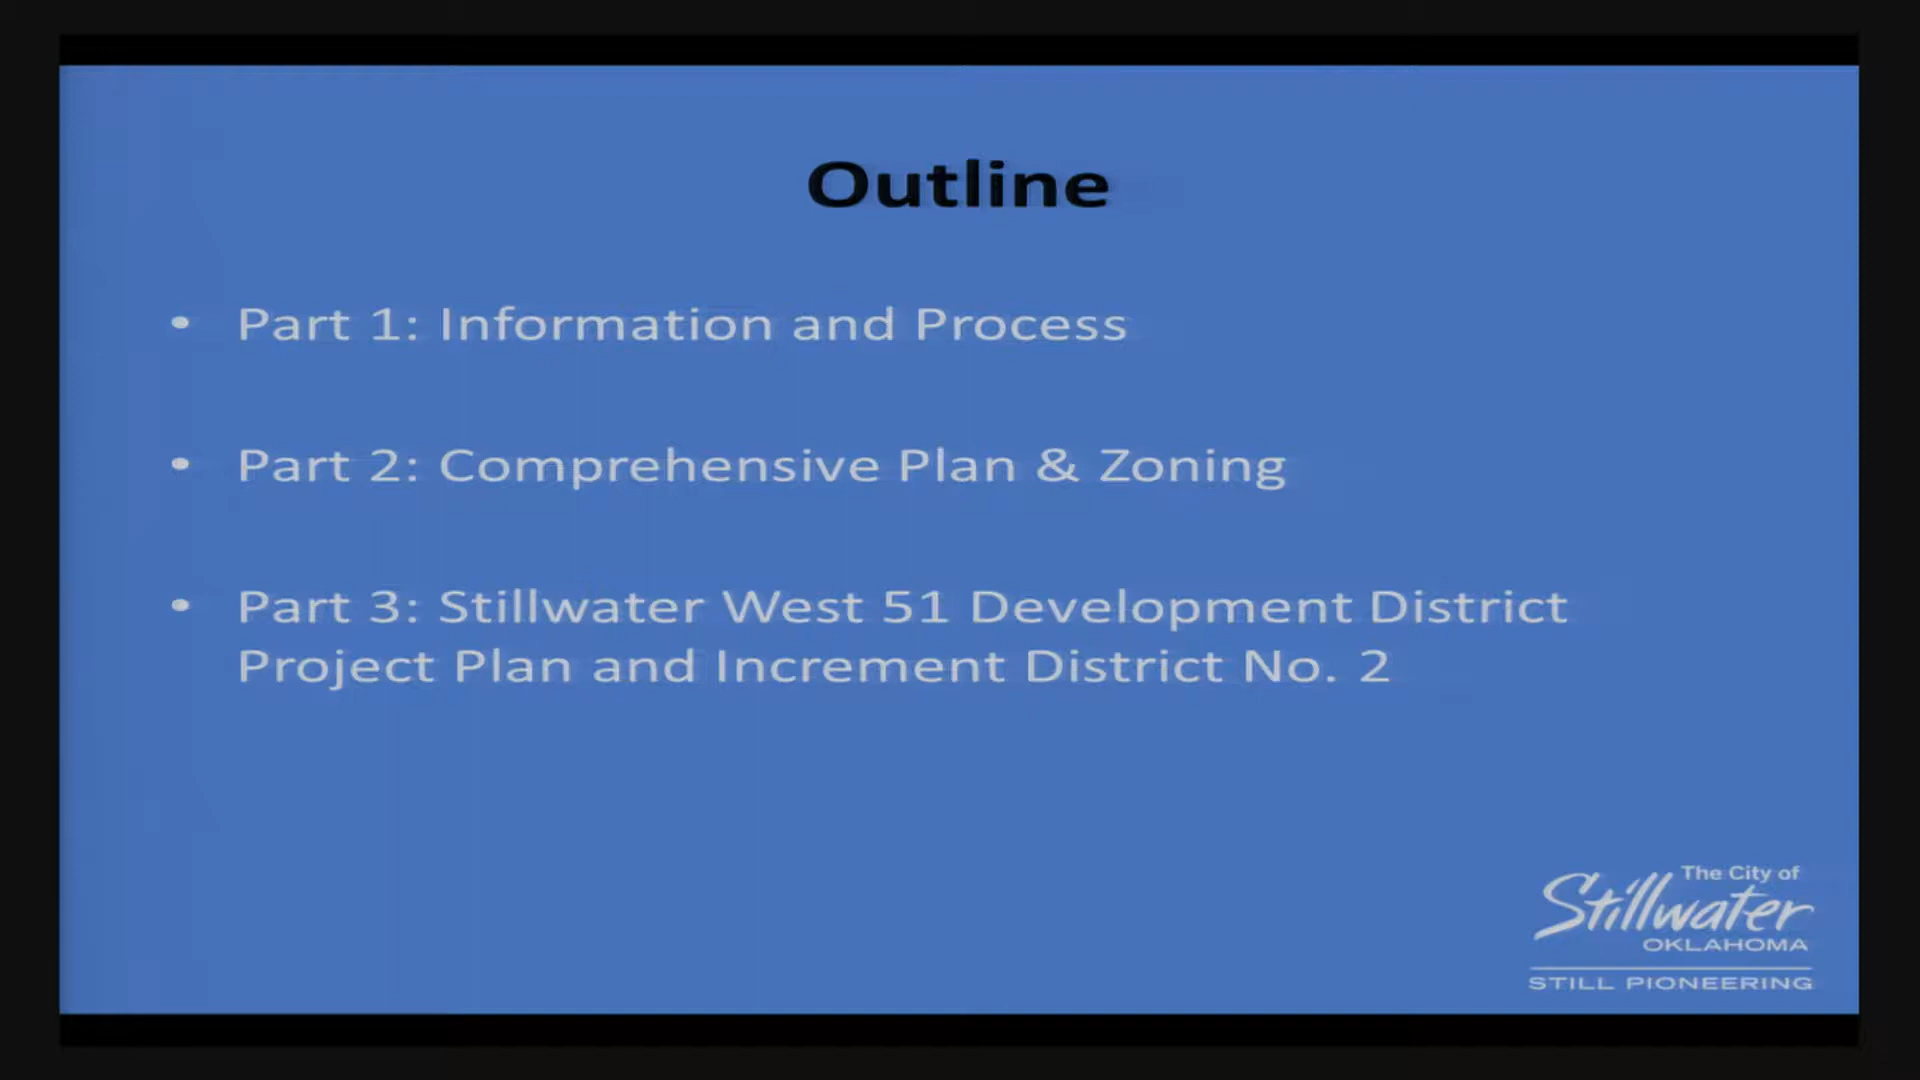 Outline
• Part 1: Information and Process
• Part 2: Comprehensive Plan & Zoning
• Part 3: Stillwater West 51 Development District
Project Plan and Increment District No. 2
The City of
Stillwater
OKLAHOMA
STILL PIONEERING